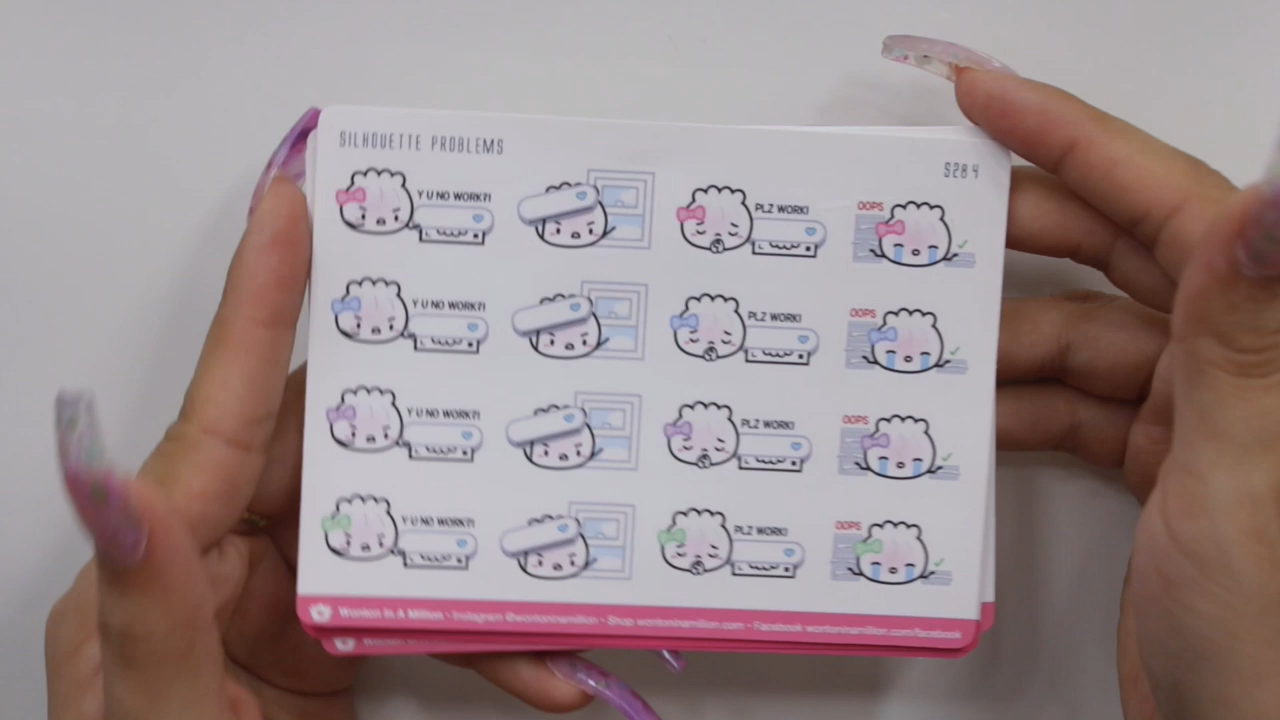 SILHOUETTE PROBLEMS
S284
Y U NO WORK?!
PLZ WORK!
OOPS
Y U NO WORK?!
PLZ WORK!
OOPS
Y U NO WORK?!
PLZ WORK!
OOPS
Y U NO WORK?!
PLZ WORK!
OOPS
Wonton In A Million • Instagram @wontoninamillion • Shop wontoninamillion.com • Facebook wontoninamillion.com/facebook
Wonton